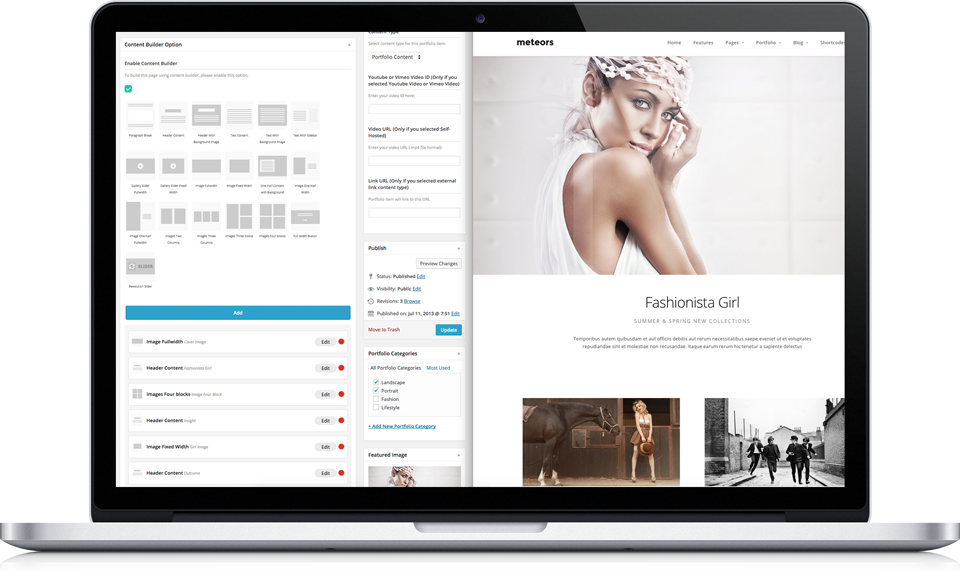 Content Builder Option
Enable Content Builder
To build this page using content builder, please enable this option
Paragraph Break
Header Content
Header With
Background Image
Text Content
Text With
Background Image
Text With Sidebar
Gallery Slider
Fullwidth
Gallery Slider Fixed
Width
Image Fullwidth
Image Fixed Width
One Half Content
with Background
Image One Half
Width
Image One Half
Fullwidth
Images Two
Columns
Images Three
Columns
Images Three blocks
Images Four blocks
Full Width Button
SLIDER
Revolution Slider
Add
Image Fullwidth Cover Image
Edit
Header Content Fashionista Girl
Edit
Images Four blocks Image Four Block
Edit
Header Content Insight
Edit
Image Fixed Width Girl Image
Edit
Header Content Outcome
Edit
Content Type
Select content type for this portfolio item.
Portfolio Content
Youtube or Vimeo Video ID (Only if you
selected Youtube Video or Vimeo Video)
Enter your video ID here
Video URL (Only if you selected Self-
Hosted)
Enter your video URL (.mp4 file format)
Link URL (Only if you selected external
link content type)
Portfolio item will link to this URL
Publish
Preview Changes
Status: Published Edit
Visibility: Public Edit
Revisions: 3 Browse
Published on: Jul 11, 2013 @ 7:51 Edit
Move to Trash
Update
Portfolio Categories
All Portfolio Categories
Most Used
Landscape
Portrait
Fashion
Lifestyle
+ Add New Portfolio Category
Featured Image
meteors
Home
Features
Pages
Portfolio
Blog
Shortcodes
Fashionista Girl
SUMMER & SPRING NEW COLLECTIONS
Temporibus autem quibusdam et aut officiis debitis aut rerum necessitatibus saepe eveniet ut et voluptates
repudiandae sint et molestiae non recusandae. Itaque earum rerum hic tenetur a sapiente delectus